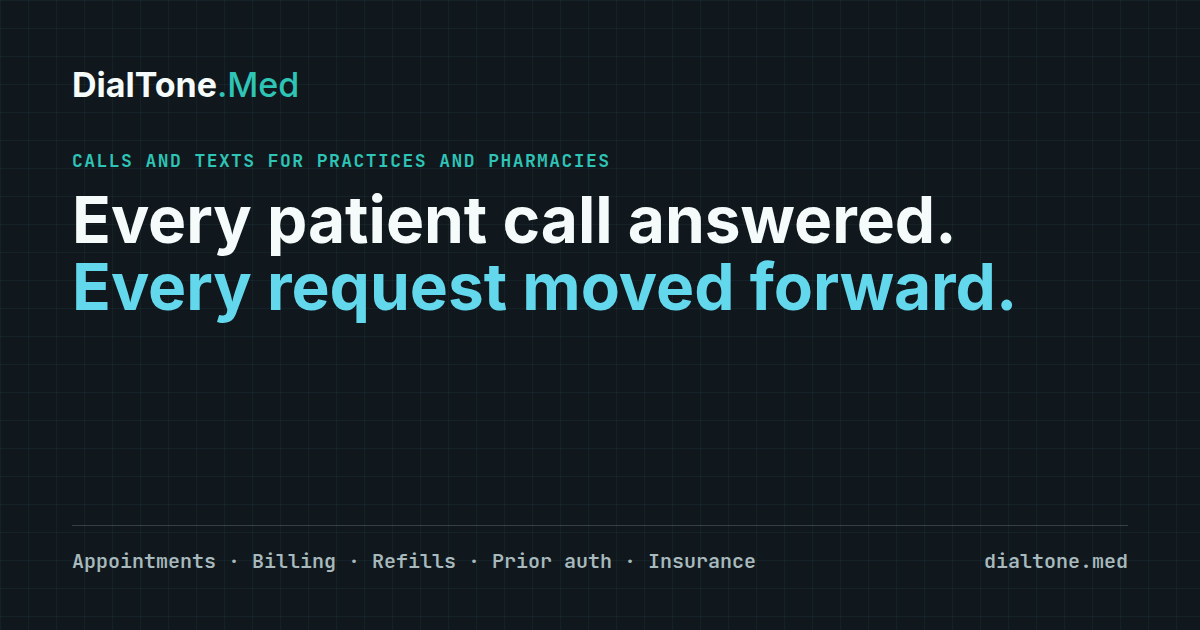 DialTone.Med
CALLS AND TEXTS FOR PRACTICES AND PHARMACIES
Every patient call answered.
Every request moved forward.
Appointments · Billing · Refills · Prior auth · Insurance
dialtone.med